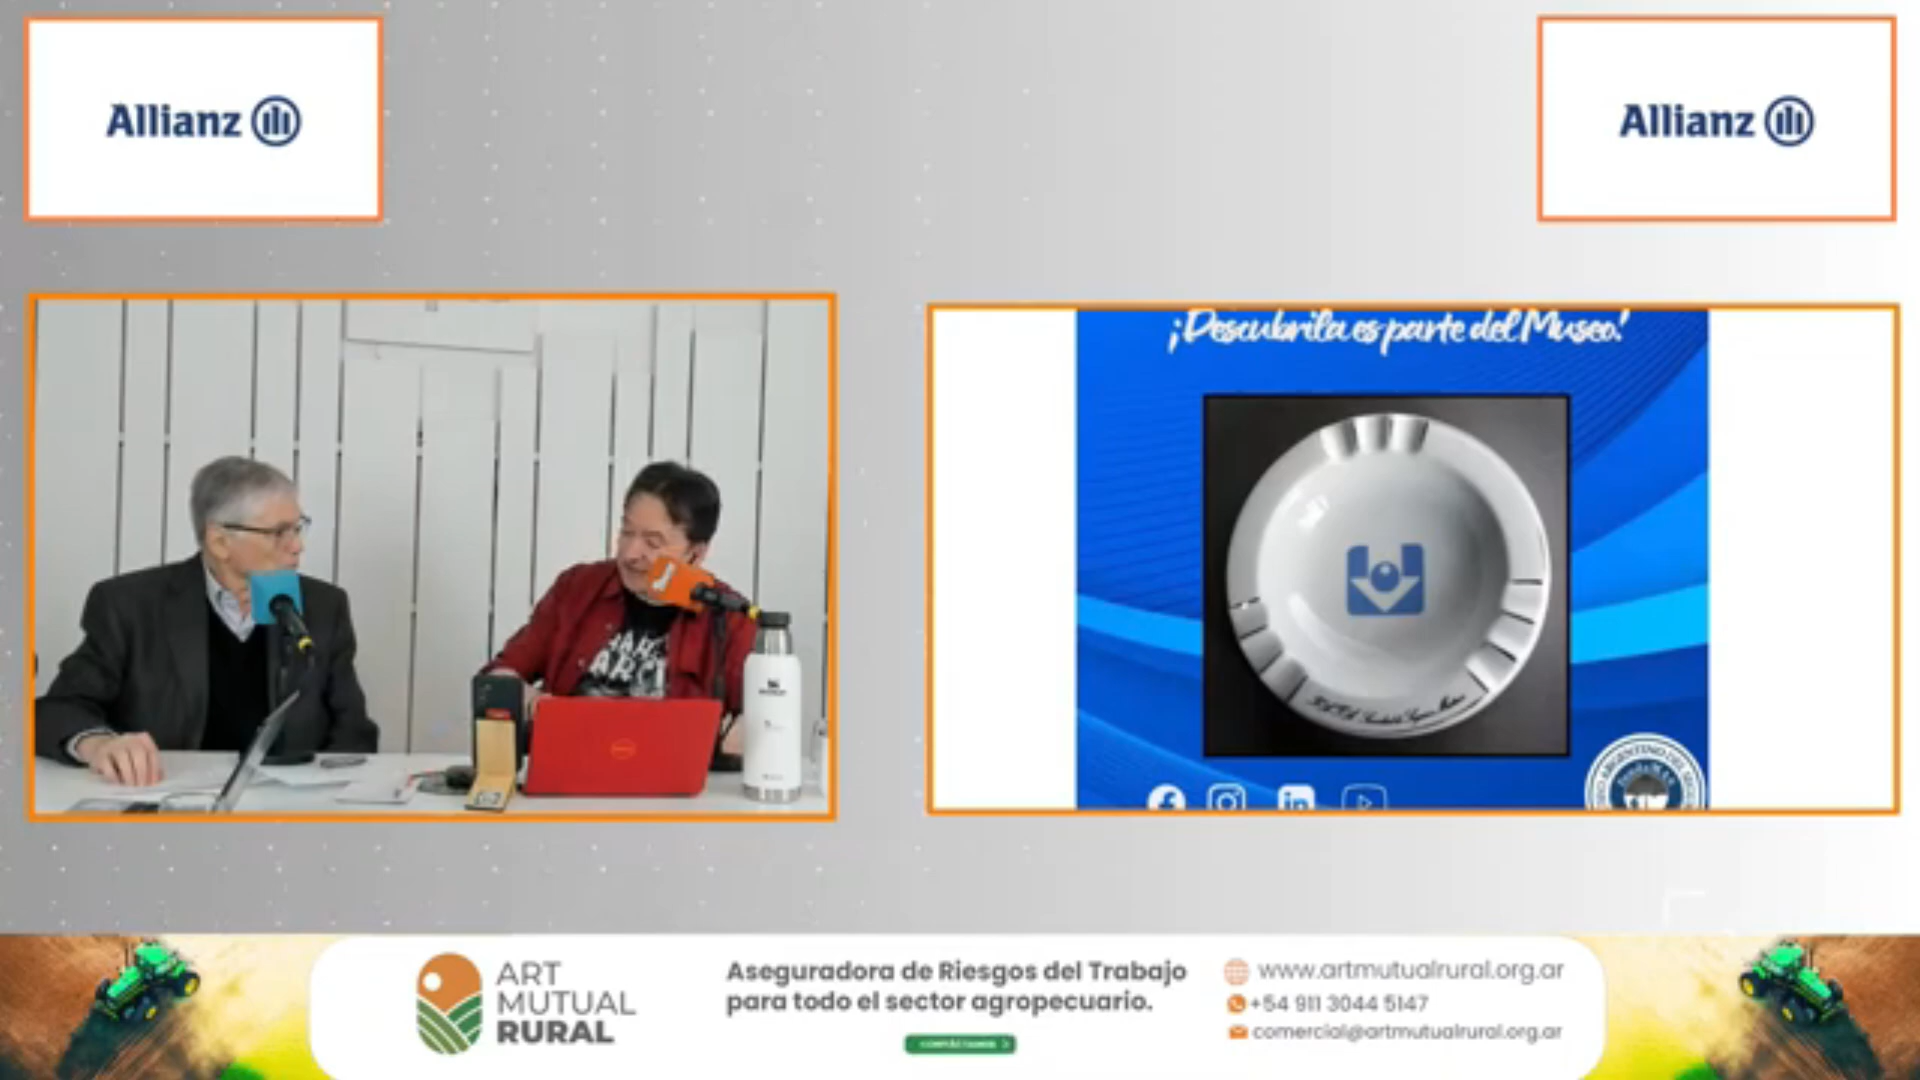 Allianz
Allianz
¡Descubrila es parte del Museo!
in
ART
MUTUAL
RURAL
Aseguradora de Riesgos del Trabajo
para todo el sector agropecuario.
www.artmutualrural.org.ar
+54 911 3044 5147
comercial@artmutualrural.org.ar